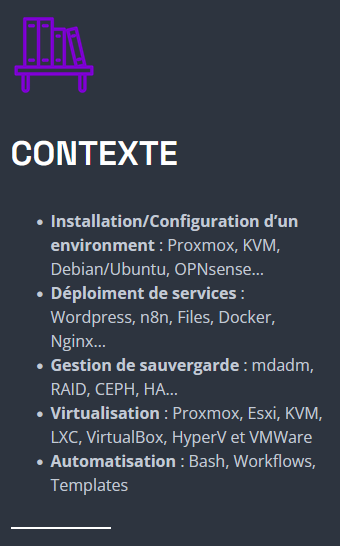 CONTEXTE
Installation/Configuration d'un
environment : Proxmox, KVM,
Debian/Ubuntu, OPNsense...
Déploiment de services :
Wordpress, n8n, Files, Docker,
Nginx...
Gestion de sauvergarde : mdadm,
RAID, CEPH, HA...
Virtualisation : Proxmox, Esxi, KVM,
LXC, VirtualBox, HyperV et VMWare
Automatisation : Bash, Workflows,
Templates